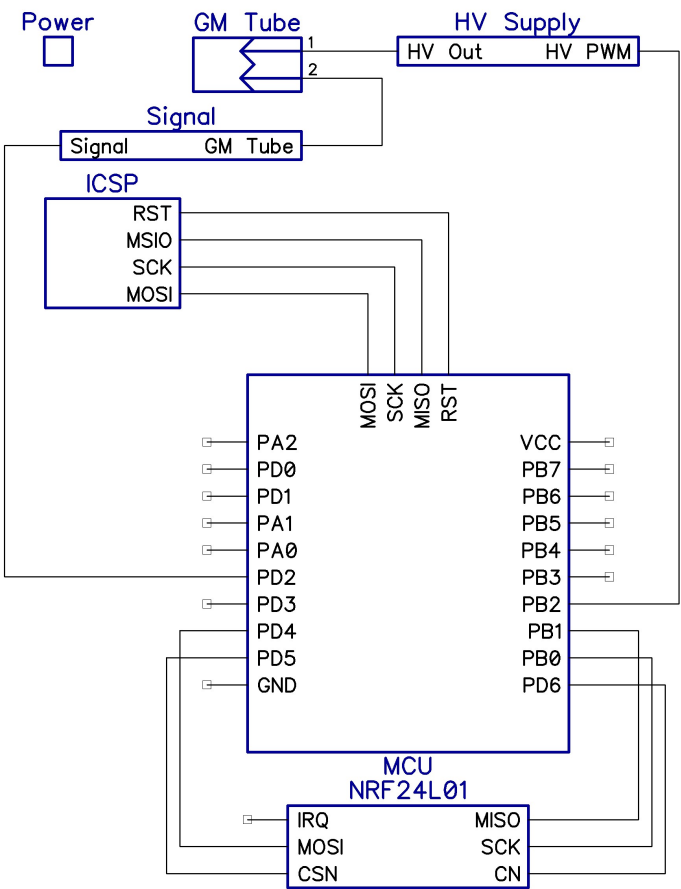 Power
GM Tube
HV Supply
1
HV Out HV PWM
2
Signal
Signal GM Tube
ICSP
RST
MSIO
SCK
MOSI
MOSI SCK MISO RST
PA2 VCC
PD0 PB7
PD1 PB6
PA1 PB5
PA0 PB4
PD2 PB3
PD3 PB2
PD4 PB1
PD5 PB0
GND PD6
MCU
NRF24L01
IRQ MISO
MOSI SCK
CSN CN